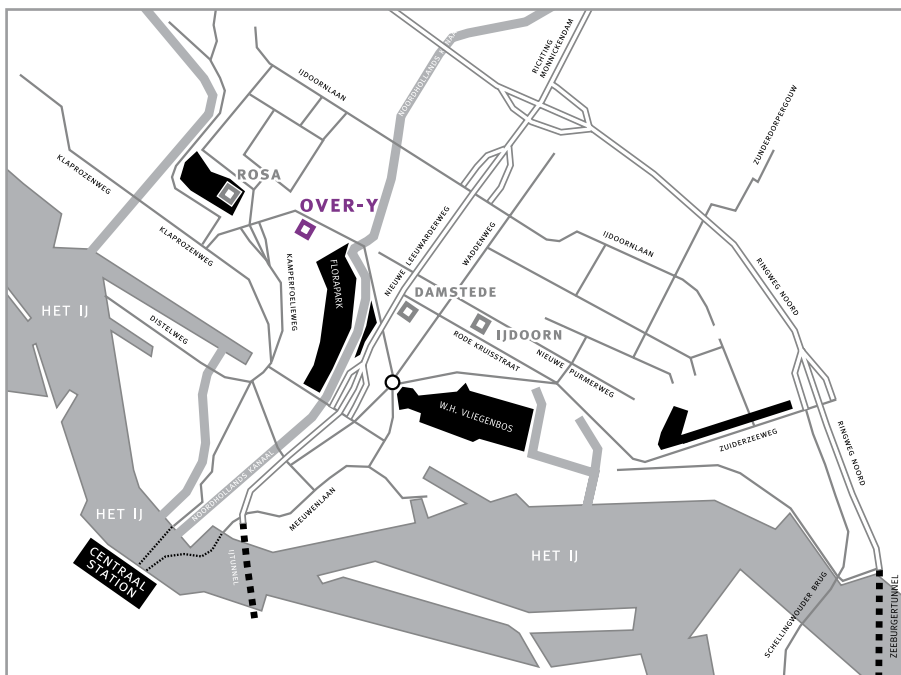 RICHTING
MONNICKENDAM
NOORDHOLLANDS KANAAL
IJDOORNLAAN
ZUNDERDORPERGOUW
KLAPROZENWEG
ROSA
OVER-Y
KLAPROZENWEG
KAMPERFOELIEWEG
FLORAPARK
NIEUWE LEEUWARDERWEG
WADDENWEG
IJDOORNLAAN
RINGWEG NOORD
HET IJ
DISTELWEG
DAMSTEDE
IJDOORN
RODE KRUISSTRAAT
NIEUWE PURMERWEG
W.H. VLIEGENBOS
ZUIDERZEEWEG
RINGWEG NOORD
NOORDHOLLANDS KANAAL
MEEUWENLAAN
HET IJ
CENTRAAL
STATION
IJTUNNEL
HET IJ
SCHELLINGWOUDER BRUG
ZEEBURGERTUNNEL